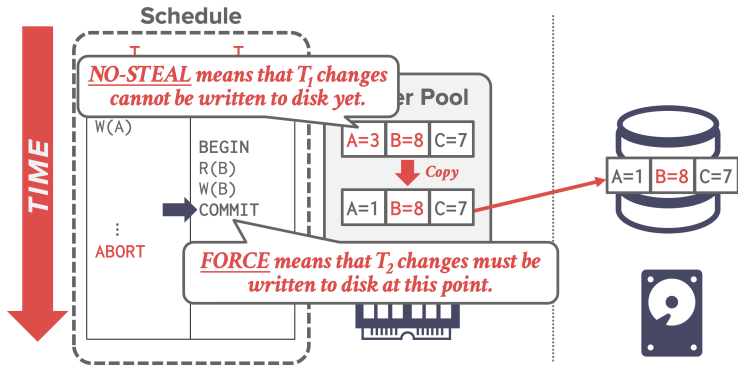 Schedule
NO-STEAL means that T1 changes
cannot be written to disk yet.
er Pool
W(A)
A=3 B=8 C=7
BEGIN
R(B)
W(B)
COMMIT
Copy
A=1 B=8 C=7
A=1 B=8 C=7
TIME
⋮
ABORT
FORCE means that T2 changes must be
written to disk at this point.